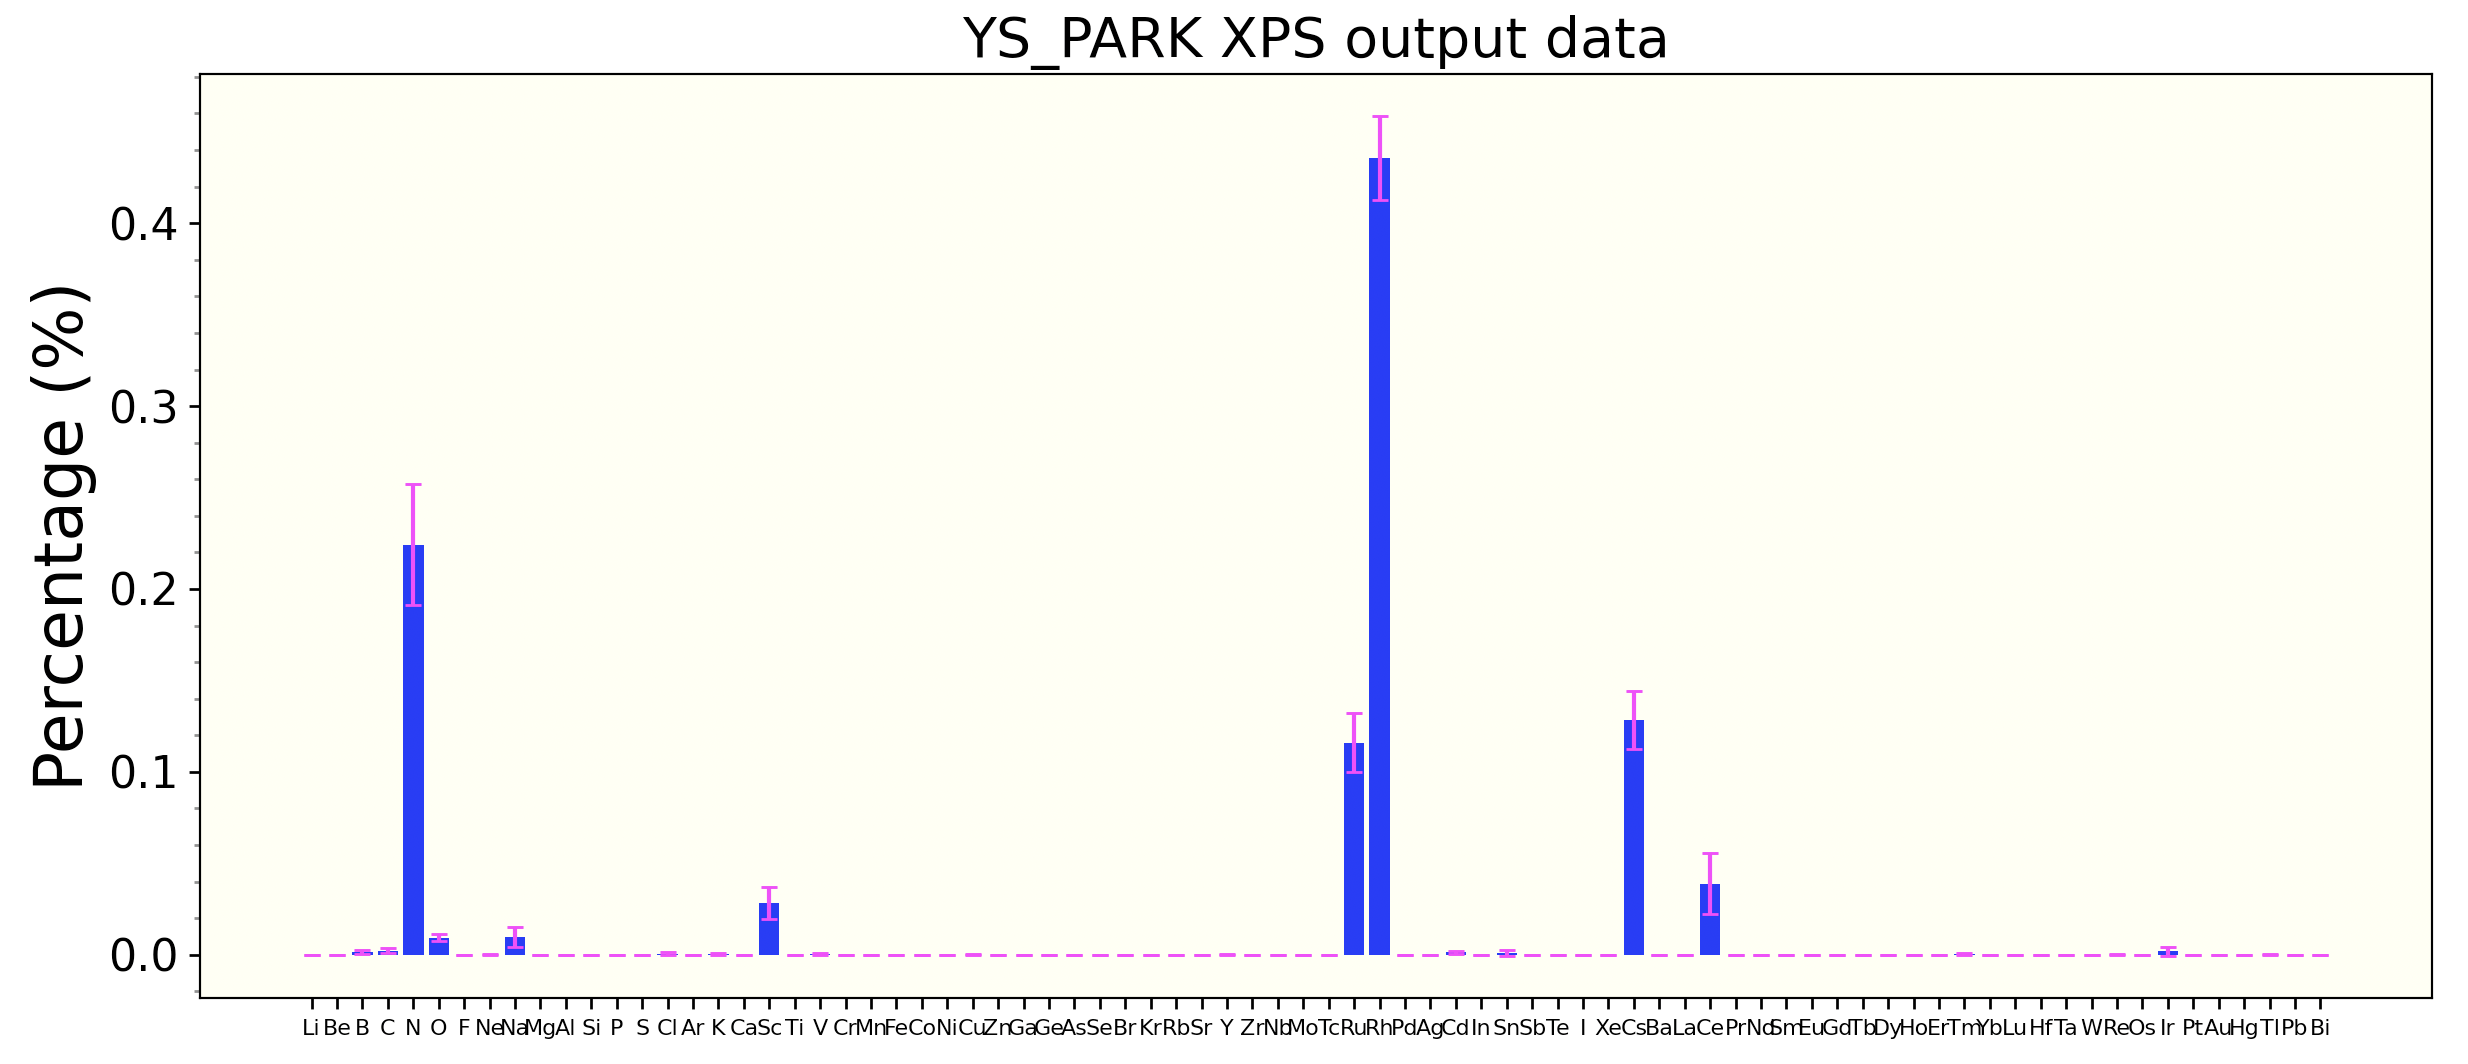 YS_PARK XPS output data
Percentage (%)
0.4
0.3
0.2
0.1
0.0
Li Be B C N O F Ne Na Mg Al Si P S Cl Ar K Ca Sc Ti V Cr Mn Fe Co Ni Cu Zn Ga Ge As Se Br Kr Rb Sr Y Zr Nb Mo Tc Ru Rh Pd Ag Cd In Sn Sb Te I Xe Cs Ba La Ce Pr Nd Sm Eu Gd Tb Dy Ho Er Tm Yb Lu Hf Ta W Re Os Ir Pt Au Hg Tl Pb Bi